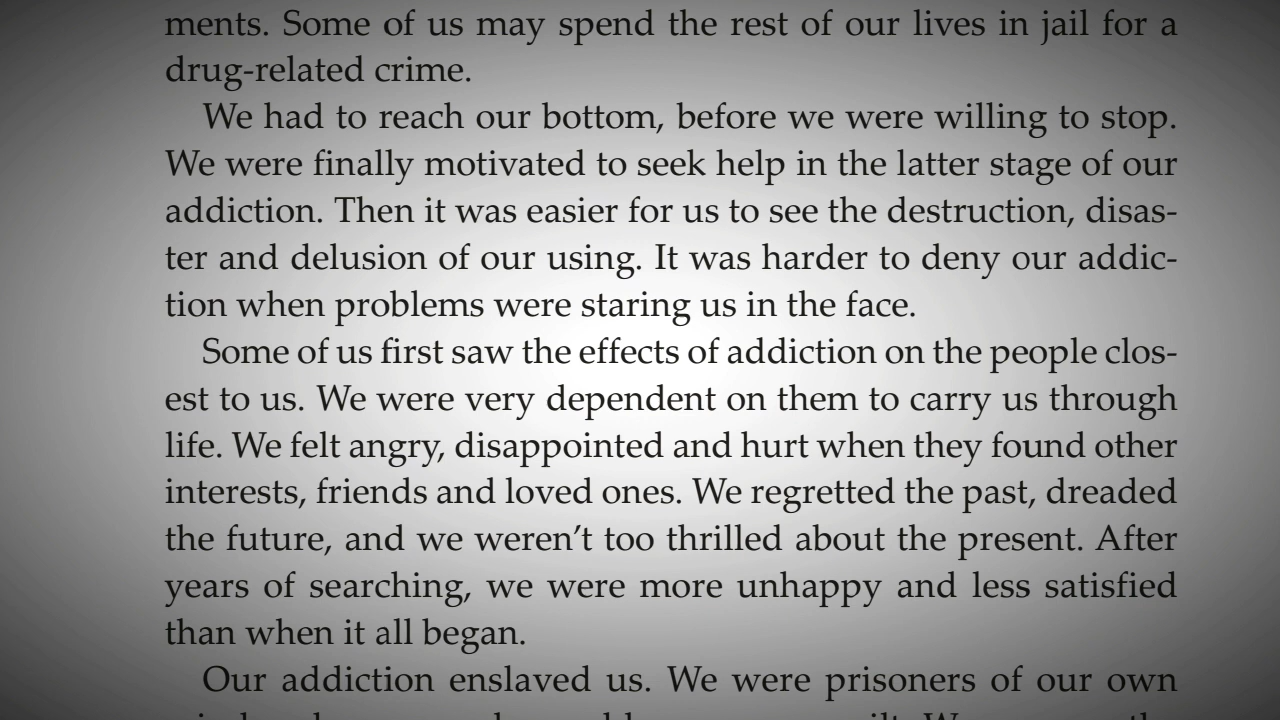 ments. Some of us may spend the rest of our lives in jail for a
drug-related crime.
We had to reach our bottom, before we were willing to stop.
We were finally motivated to seek help in the latter stage of our
addiction. Then it was easier for us to see the destruction, disas-
ter and delusion of our using. It was harder to deny our addic-
tion when problems were staring us in the face.
Some of us first saw the effects of addiction on the people clos-
est to us. We were very dependent on them to carry us through
life. We felt angry, disappointed and hurt when they found other
interests, friends and loved ones. We regretted the past, dreaded
the future, and we weren’t too thrilled about the present. After
years of searching, we were more unhappy and less satisfied
than when it all began.
Our addiction enslaved us. We were prisoners of our own